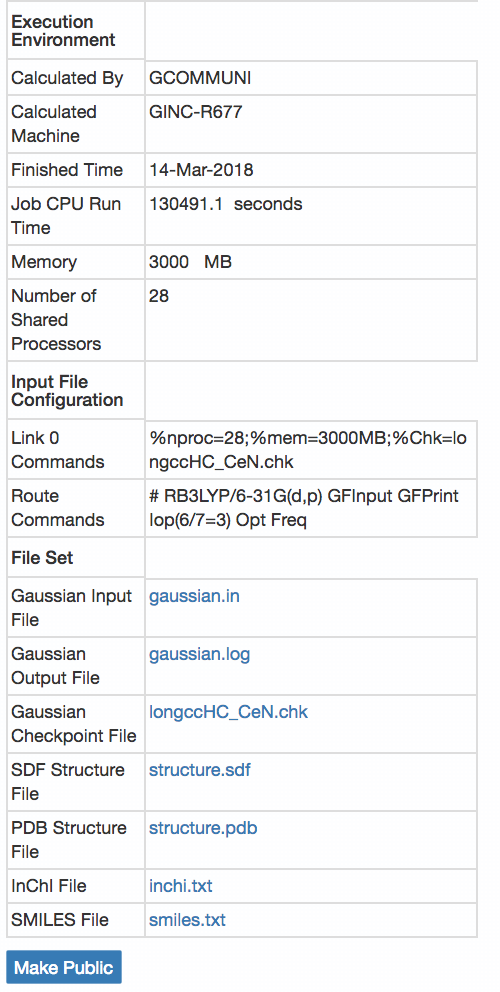 Execution
Environment
Calculated By GCOMMUNI
Calculated GINC-R677
Machine
Finished Time 14-Mar-2018
Job CPU Run 130491.1 seconds
Time
Memory 3000 MB
Number of 28
Shared
Processors
Input File
Configuration
Link 0 %nproc=28;%mem=3000MB;%Chk=lo
Commands ngccHC_CeN.chk
Route # RB3LYP/6-31G(d,p) GFInput GFPrint
Commands Iop(6/7=3) Opt Freq
File Set
Gaussian Input gaussian.in
File
Gaussian gaussian.log
Output File
Gaussian longccHC_CeN.chk
Checkpoint File
SDF Structure structure.sdf
File
PDB Structure structure.pdb
File
InChI File inchi.txt
SMILES File smiles.txt
Make Public